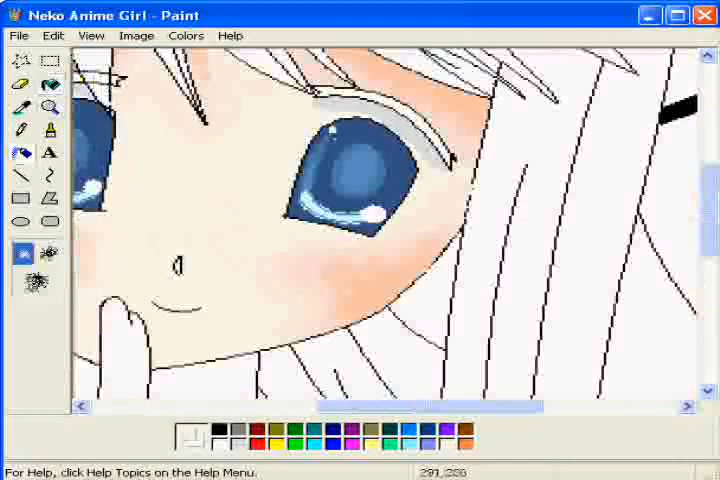 Neko Anime Girl - Paint
File Edit View Image Colors Help
A
For Help, click Help Topics on the Help Menu.